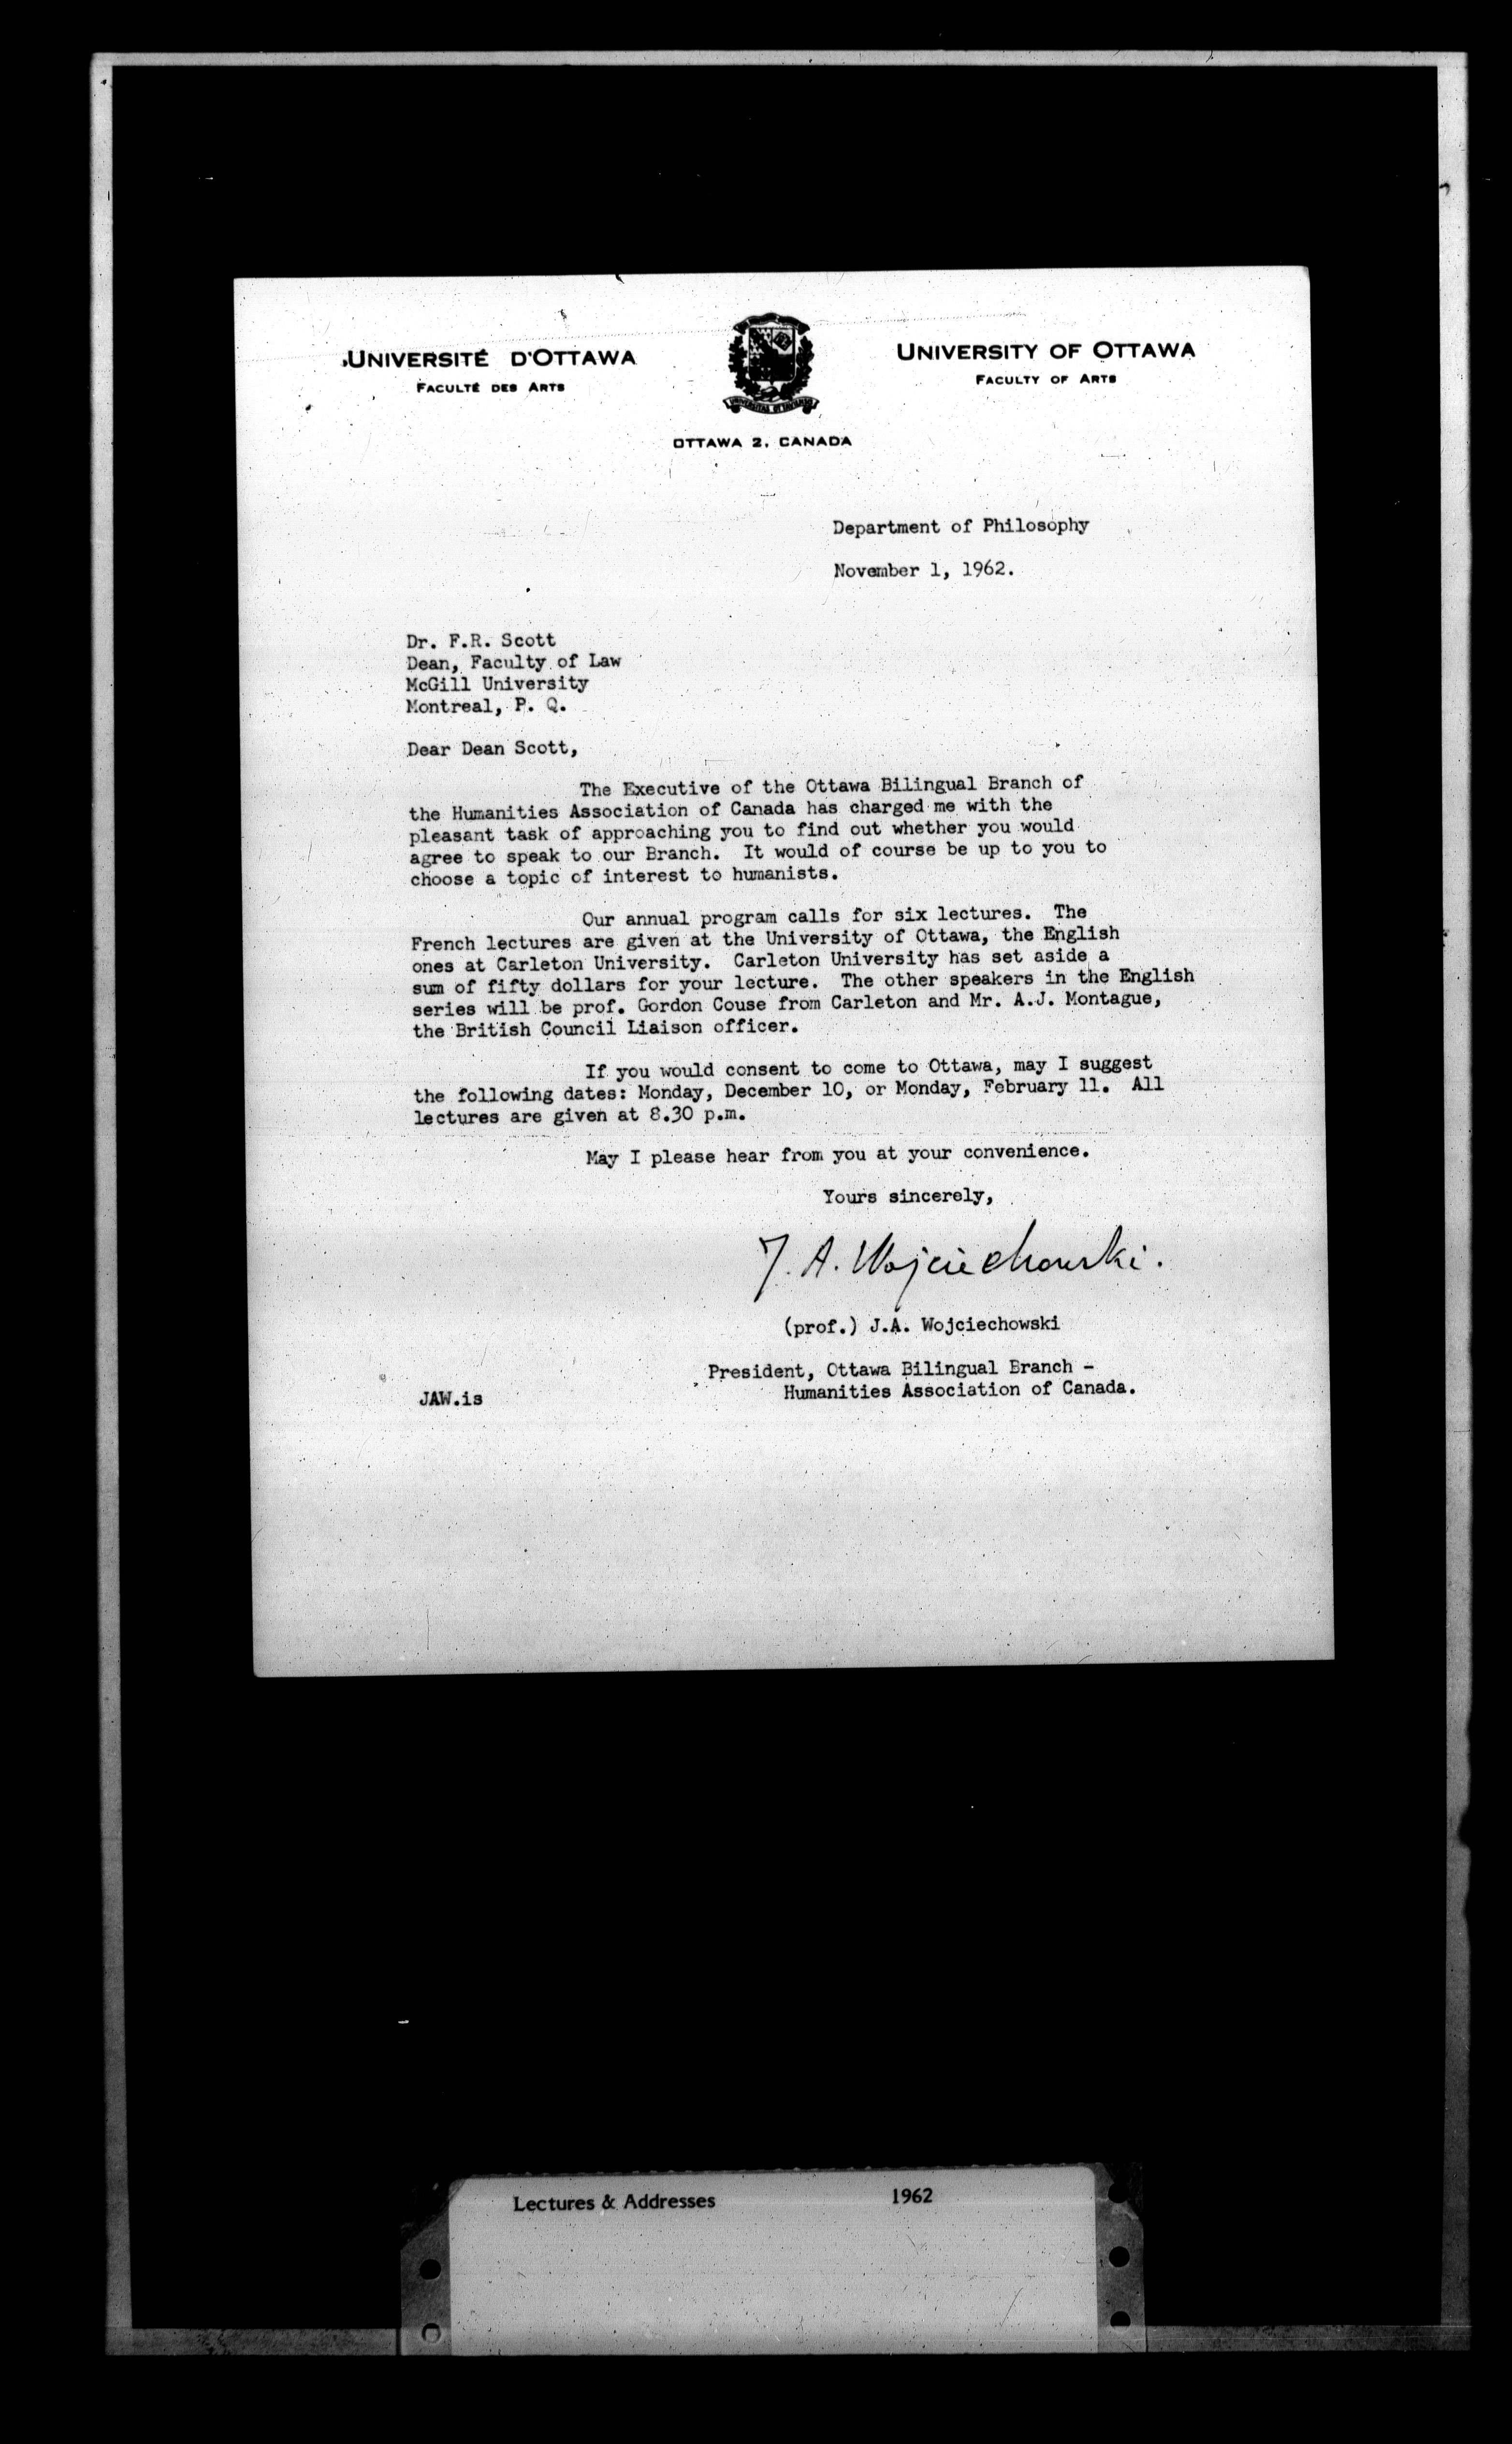 UNIVERSITÉ D'OTTAWA
FACULTÉ DES ARTS
UNIVERSITY OF OTTAWA
FACULTY OF ARTS
OTTAWA 2, CANADA
Department of Philosophy
November 1, 1962.
Dr. F.R. Scott
Dean, Faculty of Law
McGill University
Montreal, P. Q.
Dear Dean Scott,
The Executive of the Ottawa Bilingual Branch of
the Humanities Association of Canada has charged me with the
pleasant task of approaching you to find out whether you would
agree to speak to our Branch. It would of course be up to you to
choose a topic of interest to humanists.
Our annual program calls for six lectures. The
French lectures are given at the University of Ottawa, the English
ones at Carleton University. Carleton University has set aside a
sum of fifty dollars for your lecture. The other speakers in the English
series will be prof. Gordon Couse from Carleton and Mr. A.J. Montague,
the British Council Liaison officer.
If you would consent to come to Ottawa, may I suggest
the following dates: Monday, December 10, or Monday, February 11. All
lectures are given at 8.30 p.m.
May I please hear from you at your convenience.
Yours sincerely,
J. A. Wojciechowski.
(prof.) J.A. Wojciechowski
President, Ottawa Bilingual Branch -
Humanities Association of Canada.
JAW.is
Lectures & Addresses 1962